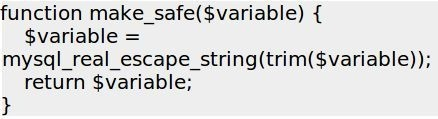 function make_safe($variable) {
    $variable =
mysql_real_escape_string(trim($variable));
    return $variable;
}